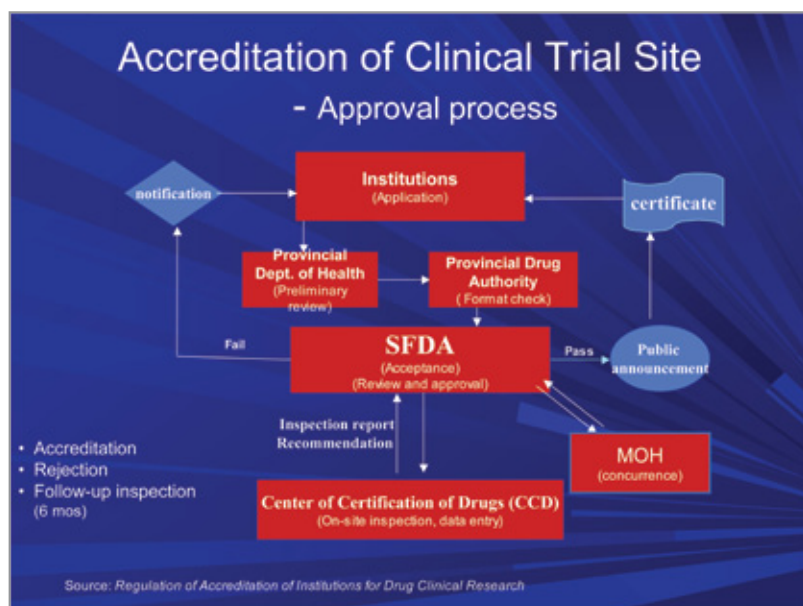 Accreditation of Clinical Trial Site
- Approval process
notification
Institutions
(Application)
certificate
Provincial
Dept. of Health
(Preliminary
review)
Provincial Drug
Authority
( Format check)
Fail
SFDA
(Acceptance)
(Review and approval)
Pass
Public
announcement
Inspection report
Recommendation
MOH
(concurrence)
• Accreditation
• Rejection
• Follow-up inspection
(6 mos)
Center of Certification of Drugs (CCD)
(On-site inspection, data entry)
Source: Regulation of Accreditation of Institutions for Drug Clinical Research